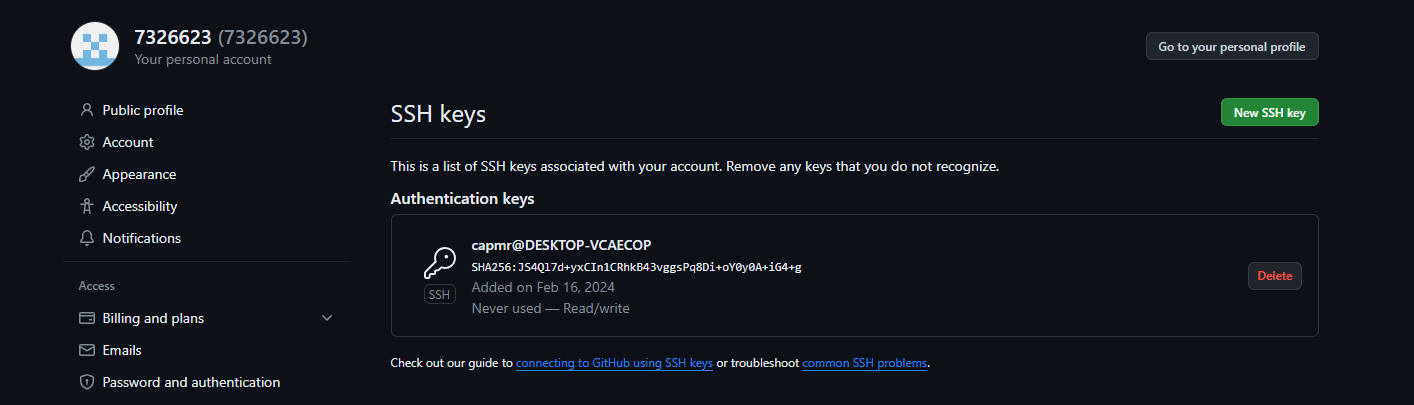 7326623 (7326623)
Your personal account
Go to your personal profile
Public profile
Account
Appearance
Accessibility
Notifications
Access
Billing and plans
Emails
Password and authentication
SSH keys
New SSH key
This is a list of SSH keys associated with your account. Remove any keys that you do not recognize.
Authentication keys
SSH
capmr@DESKTOP-VCAECOP
SHA256:JS4Ql7d+yxCIn1CRhkB43vggsPq8Di+oY0y0A+iG4+g
Added on Feb 16, 2024
Never used — Read/write
Delete
Check out our guide to connecting to GitHub using SSH keys or troubleshoot common SSH problems.